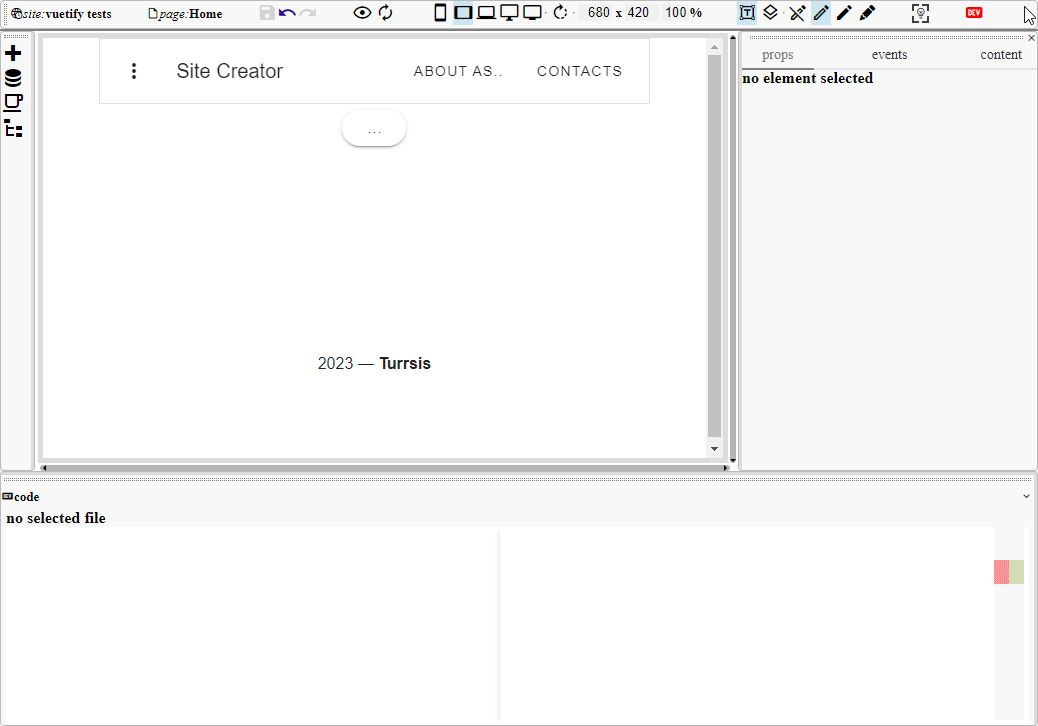 site:vuetify tests page:Home 680 x 420 100 % T DEV
props events content
no element selected
Site Creator ABOUT AS.. CONTACTS
...
2023 — Turrsis
DEV code
no selected file